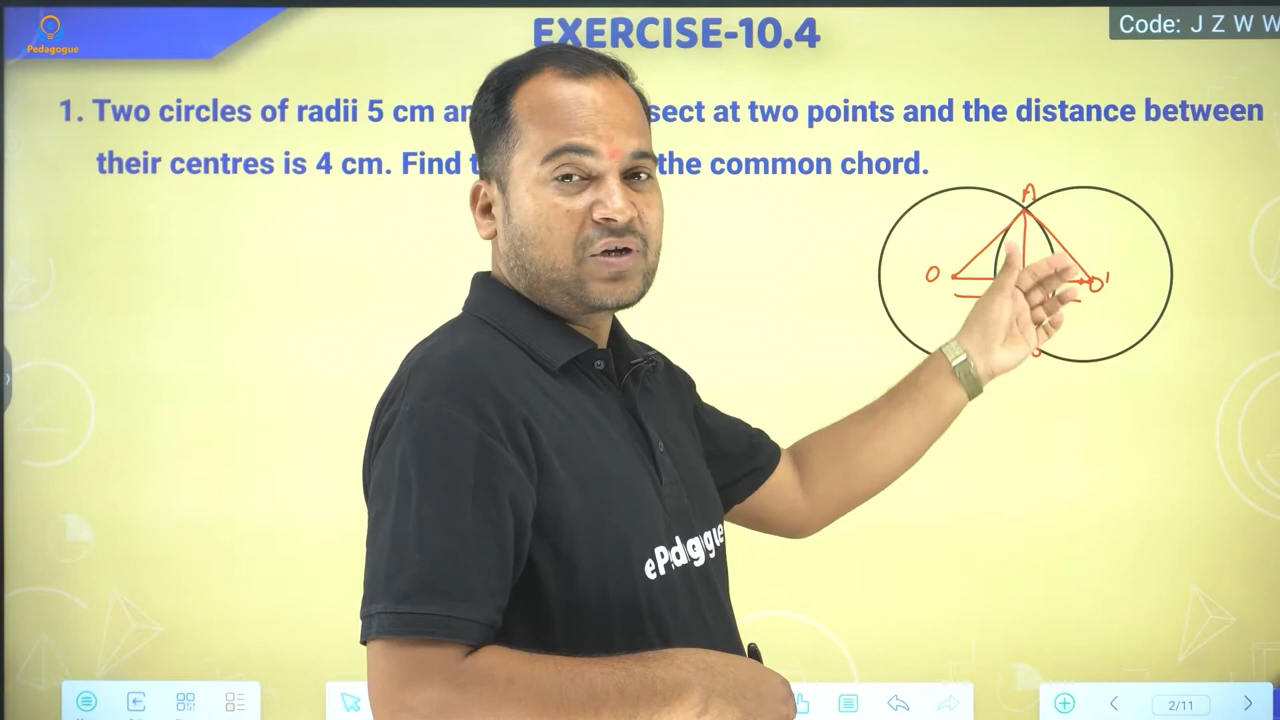 Pedagogue
EXERCISE-10.4
Code: J Z W W
1. Two circles of radii 5 cm an sect at two points and the distance between
their centres is 4 cm. Find t the common chord.
A
O O'
ePedagogue
2/11